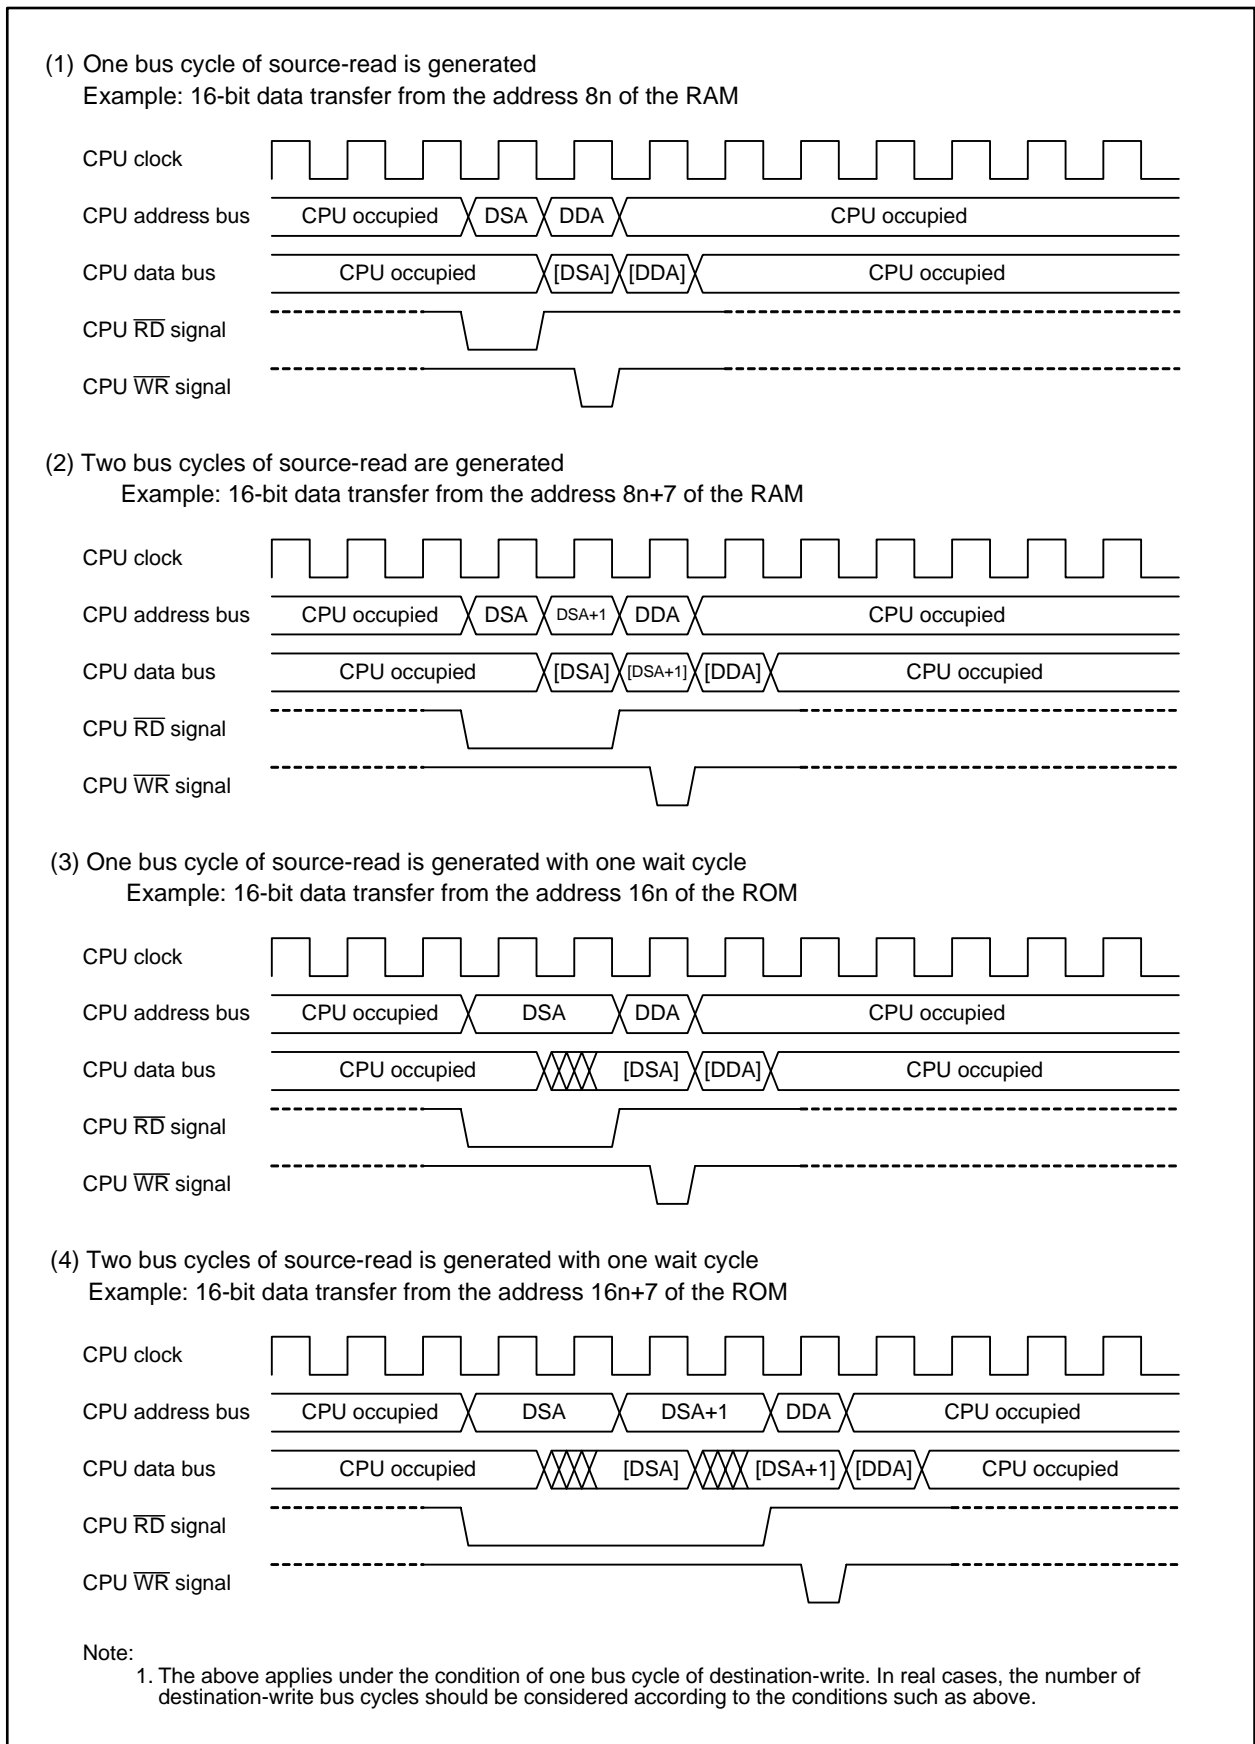 (1) One bus cycle of source-read is generated
Example: 16-bit data transfer from the address 8n of the RAM
CPU clock
CPU address bus CPU occupied DSA DDA CPU occupied
CPU data bus CPU occupied [DSA] [DDA] CPU occupied
CPU R̅D̅ signal
CPU W̅R̅ signal
(2) Two bus cycles of source-read are generated
Example: 16-bit data transfer from the address 8n+7 of the RAM
CPU clock
CPU address bus CPU occupied DSA DSA+1 DDA CPU occupied
CPU data bus CPU occupied [DSA] [DSA+1] [DDA] CPU occupied
CPU R̅D̅ signal
CPU W̅R̅ signal
(3) One bus cycle of source-read is generated with one wait cycle
Example: 16-bit data transfer from the address 16n of the ROM
CPU clock
CPU address bus CPU occupied DSA DDA CPU occupied
CPU data bus CPU occupied [DSA] [DDA] CPU occupied
CPU R̅D̅ signal
CPU W̅R̅ signal
(4) Two bus cycles of source-read is generated with one wait cycle
Example: 16-bit data transfer from the address 16n+7 of the ROM
CPU clock
CPU address bus CPU occupied DSA DSA+1 DDA CPU occupied
CPU data bus CPU occupied [DSA] [DSA+1] [DDA] CPU occupied
CPU R̅D̅ signal
CPU W̅R̅ signal
Note:
1. The above applies under the condition of one bus cycle of destination-write. In real cases, the number of
destination-write bus cycles should be considered according to the conditions such as above.